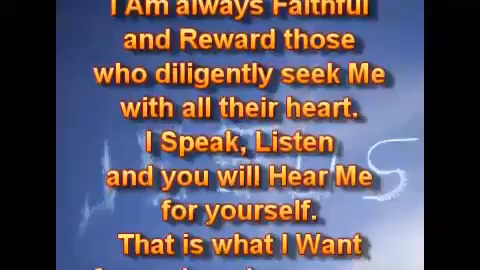 I Am always Faithful
and Reward those
who diligently seek Me
with all their heart.
I Speak, Listen
and you will Hear Me
for yourself.
That is what I Want
JESUS